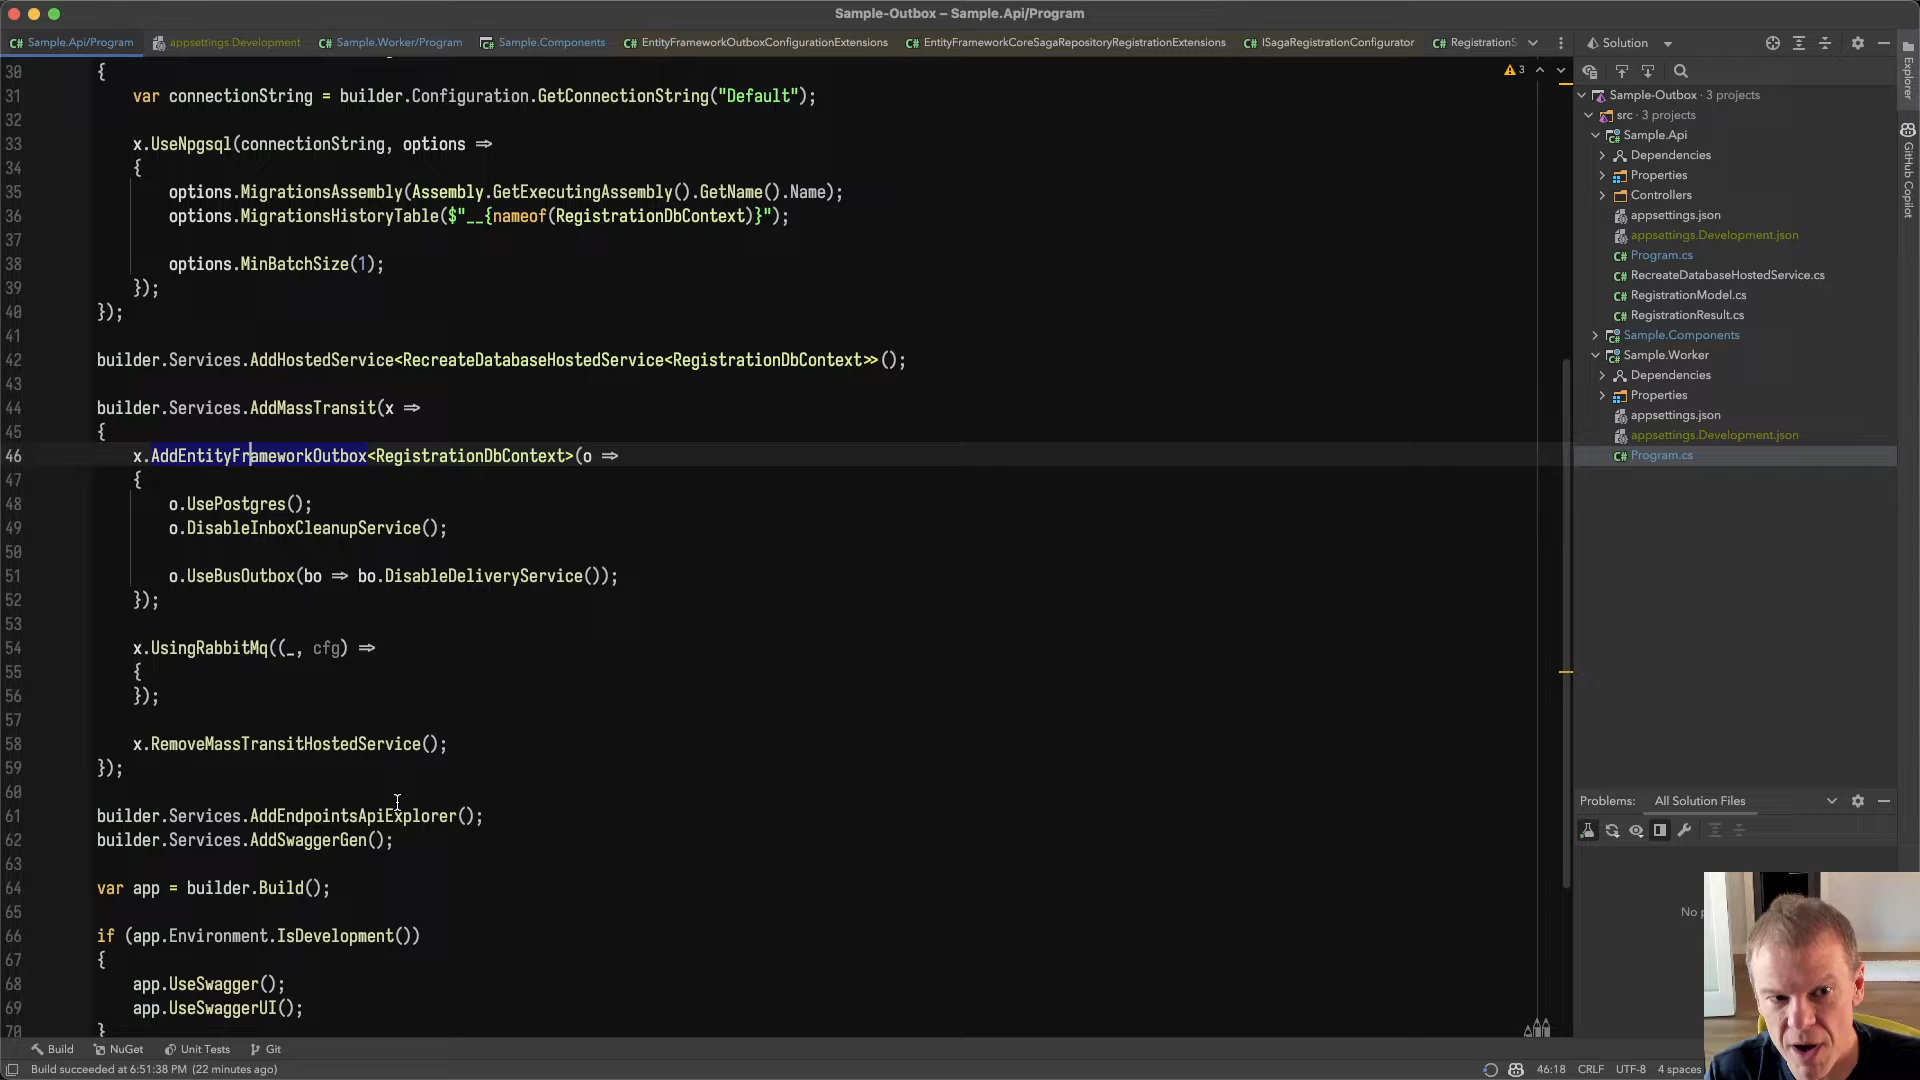 Sample-Outbox – Sample.Api/Program
C# Sample.Api/Program
appsettings.Development
C# Sample.Worker/Program
Sample.Components
C# EntityFrameworkOutboxConfigurationExtensions
C# EntityFrameworkCoreSagaRepositoryRegistrationExtensions
C# ISagaRegistrationConfigurator
C# RegistrationS
Solution
30 {
31 var connectionString = builder.Configuration.GetConnectionString("Default");
32
33 x.UseNpgsql(connectionString, options =>
34 {
35 options.MigrationsAssembly(Assembly.GetExecutingAssembly().GetName().Name);
36 options.MigrationsHistoryTable($"__{nameof(RegistrationDbContext)}");
37
38 options.MinBatchSize(1);
39 });
40 });
41
42 builder.Services.AddHostedService<RecreateDatabaseHostedService<RegistrationDbContext>>();
43
44 builder.Services.AddMassTransit(x =>
45 {
46 x.AddEntityFrameworkOutbox<RegistrationDbContext>(o =>
47 {
48 o.UsePostgres();
49 o.DisableInboxCleanupService();
50
51 o.UseBusOutbox(bo => bo.DisableDeliveryService());
52 });
53
54 x.UsingRabbitMq((_, cfg) =>
55 {
56 });
57
58 x.RemoveMassTransitHostedService();
59 });
60
61 builder.Services.AddEndpointsApiExplorer();
62 builder.Services.AddSwaggerGen();
63
64 var app = builder.Build();
65
66 if (app.Environment.IsDevelopment())
67 {
68 app.UseSwagger();
69 app.UseSwaggerUI();
70 }
3
Sample-Outbox · 3 projects
src · 3 projects
Sample.Api
Dependencies
Properties
Controllers
appsettings.json
appsettings.Development.json
C# Program.cs
C# RecreateDatabaseHostedService.cs
C# RegistrationModel.cs
C# RegistrationResult.cs
Sample.Components
Sample.Worker
Dependencies
Properties
appsettings.json
appsettings.Development.json
C# Program.cs
Explorer
GitHub Copilot
Problems: All Solution Files
No
Build
NuGet
Unit Tests
Git
Build succeeded at 6:51:38 PM (22 minutes ago)
46:18 CRLF UTF-8 4 spaces